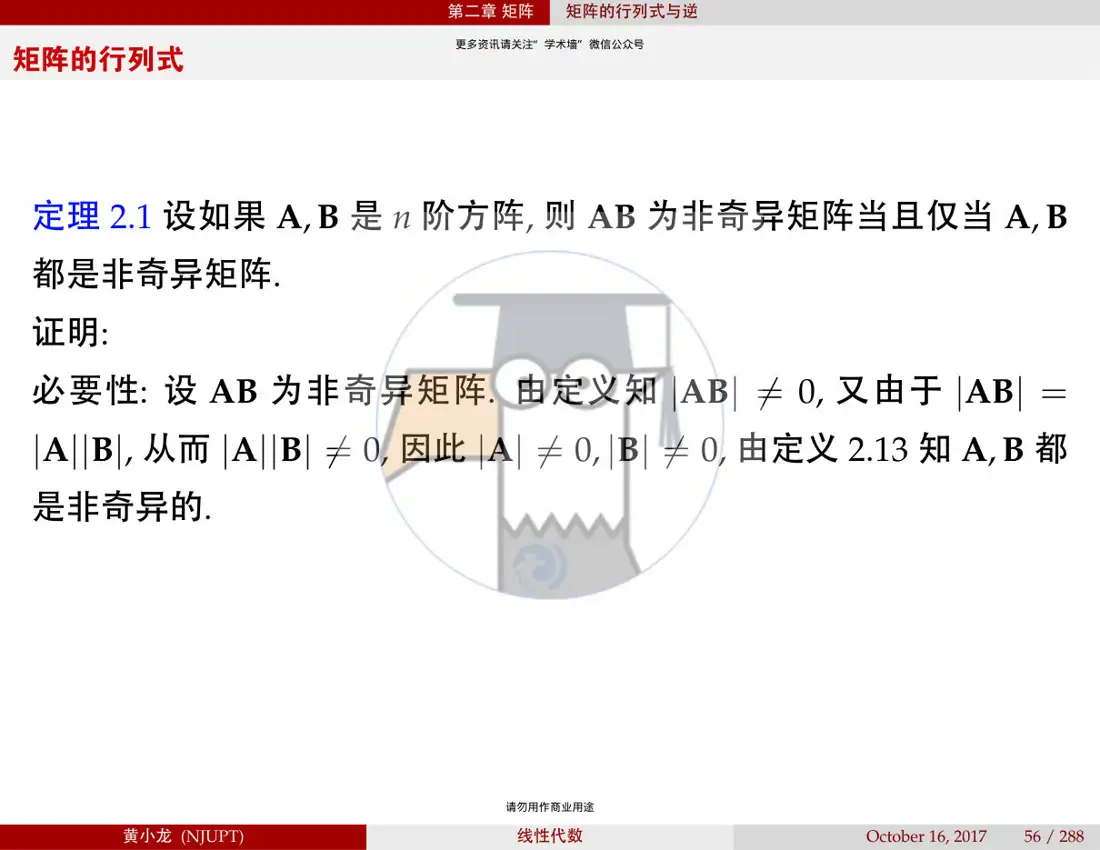 第二章 矩阵 矩阵的行列式与逆
更多资讯请关注“学术墙”微信公众号
矩阵的行列式
定理 2.1 设如果 A, B 是 n 阶方阵, 则 AB 为非奇异矩阵当且仅当 A, B
都是非奇异矩阵.
证明:
必要性: 设 AB 为非奇异矩阵. 由定义知 |AB| ≠ 0, 又由于 |AB| =
|A||B|, 从而 |A||B| ≠ 0, 因此 |A| ≠ 0, |B| ≠ 0, 由定义 2.13 知 A, B 都
是非奇异的.
请勿用作商业用途
黄小龙 (NJUPT) 线性代数 October 16, 2017 56 / 288